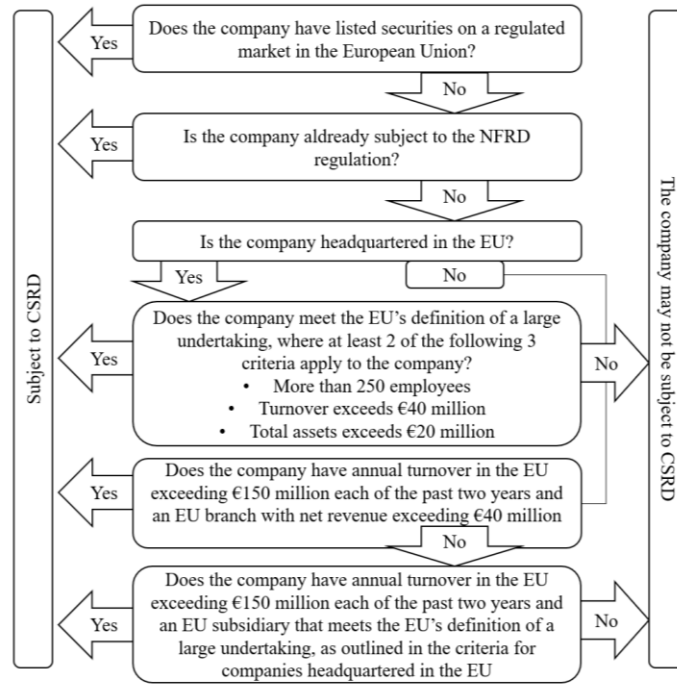 Does the company have listed securities on a regulated
market in the European Union?
Yes
No
Is the company aldready subject to the NFRD
regulation?
Yes
No
Is the company headquartered in the EU?
Yes
No
Does the company meet the EU’s definition of a large
undertaking, where at least 2 of the following 3
criteria apply to the company?
• More than 250 employees
• Turnover exceeds €40 million
• Total assets exceeds €20 million
Yes
No
Does the company have annual turnover in the EU
exceeding €150 million each of the past two years and
an EU branch with net revenue exceeding €40 million
Yes
No
Does the company have annual turnover in the EU
exceeding €150 million each of the past two years and
an EU subsidiary that meets the EU’s definition of a
large undertaking, as outlined in the criteria for
companies headquartered in the EU
Yes
No
Subject to CSRD
The company may not be subject to CSRD